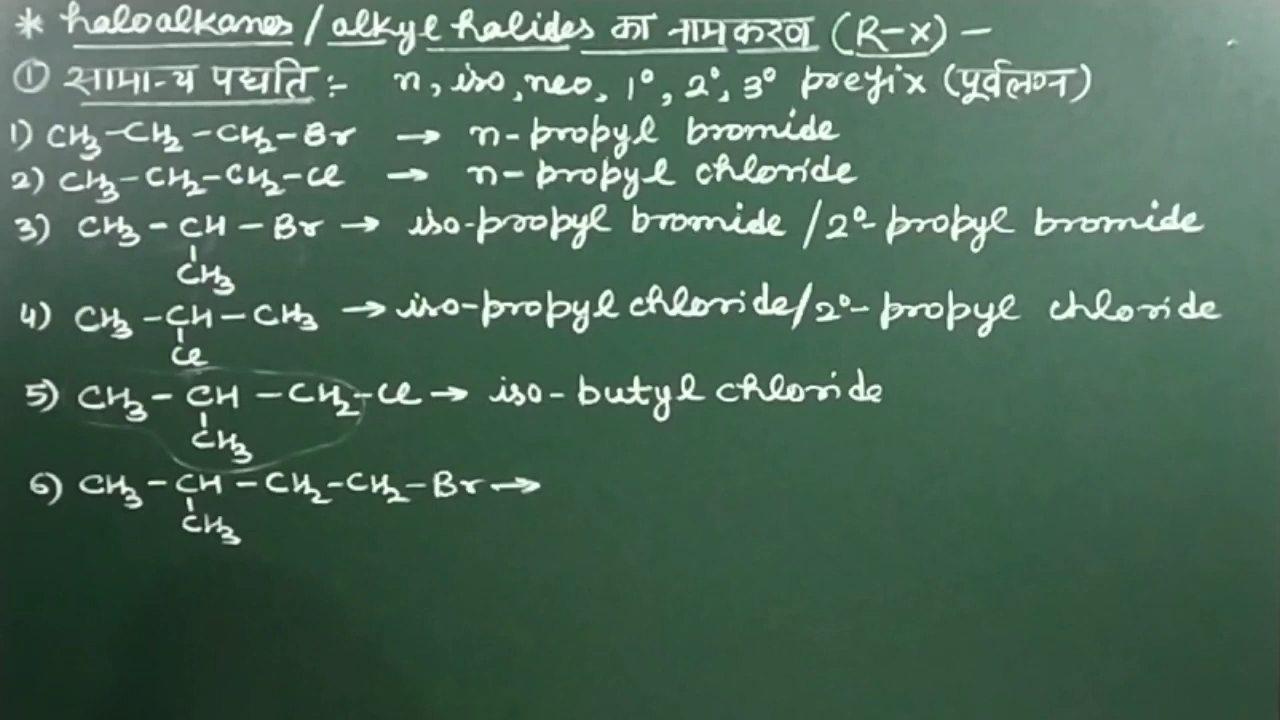 * haloalkanes / alkyl halides का नामकरण (R-X) -
① सामान्य पद्यति :- n, iso, neo, 1°, 2°, 3° prefix (पूर्वलग्न)
1) CH3-CH2-CH2-Br → n-propyl bromide
2) CH3-CH2-CH2-Cl → n-propyl chloride
3) CH3-CH-Br → iso-propyl bromide / 2°-propyl bromide
CH3
4) CH3-CH-CH3 → iso-propyl chloride / 2°-propyl chloride
Cl
5) CH3-CH-CH2-Cl → iso-butyl chloride
CH3
6) CH3-CH-CH2-CH2-Br →
CH3